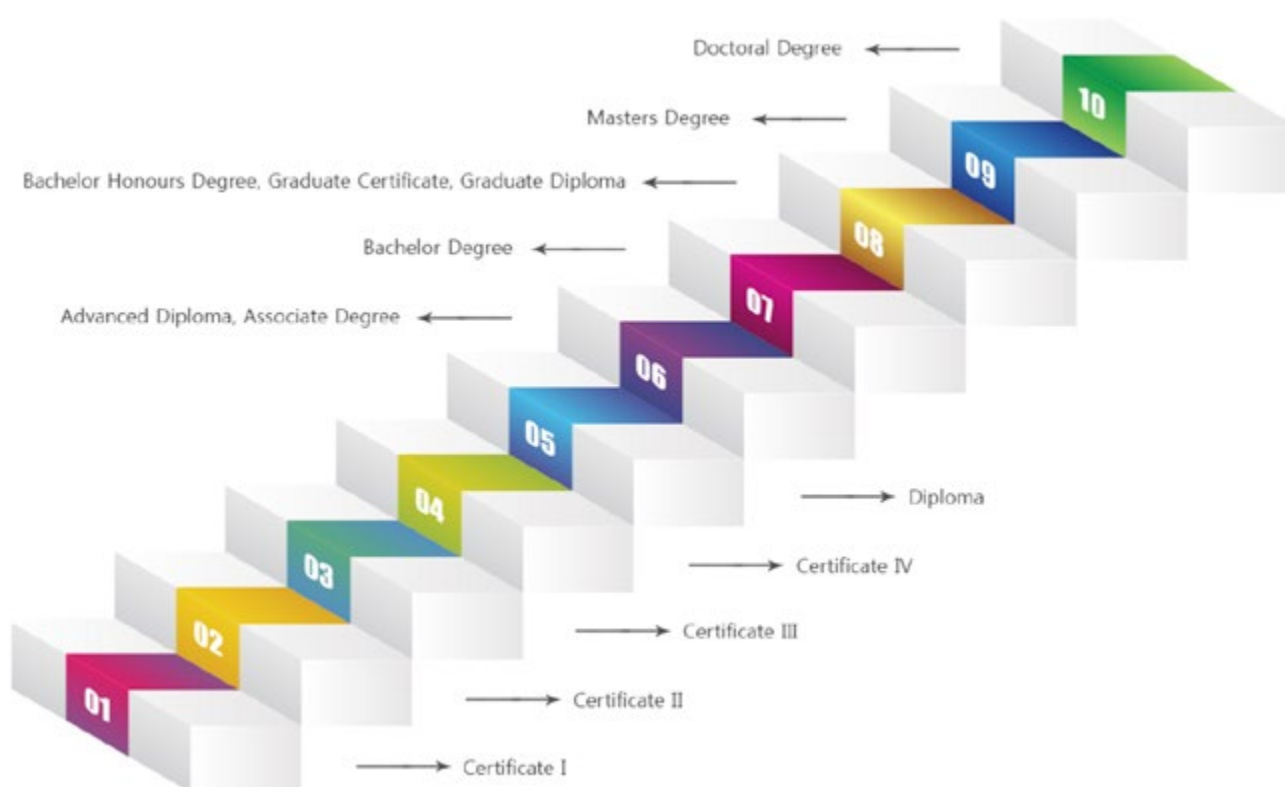 Doctoral Degree
10
Masters Degree
09
Bachelor Honours Degree, Graduate Certificate, Graduate Diploma
08
Bachelor Degree
07
Advanced Diploma, Associate Degree
06
05
Diploma
04
Certificate IV
03
Certificate III
02
Certificate II
01
Certificate I